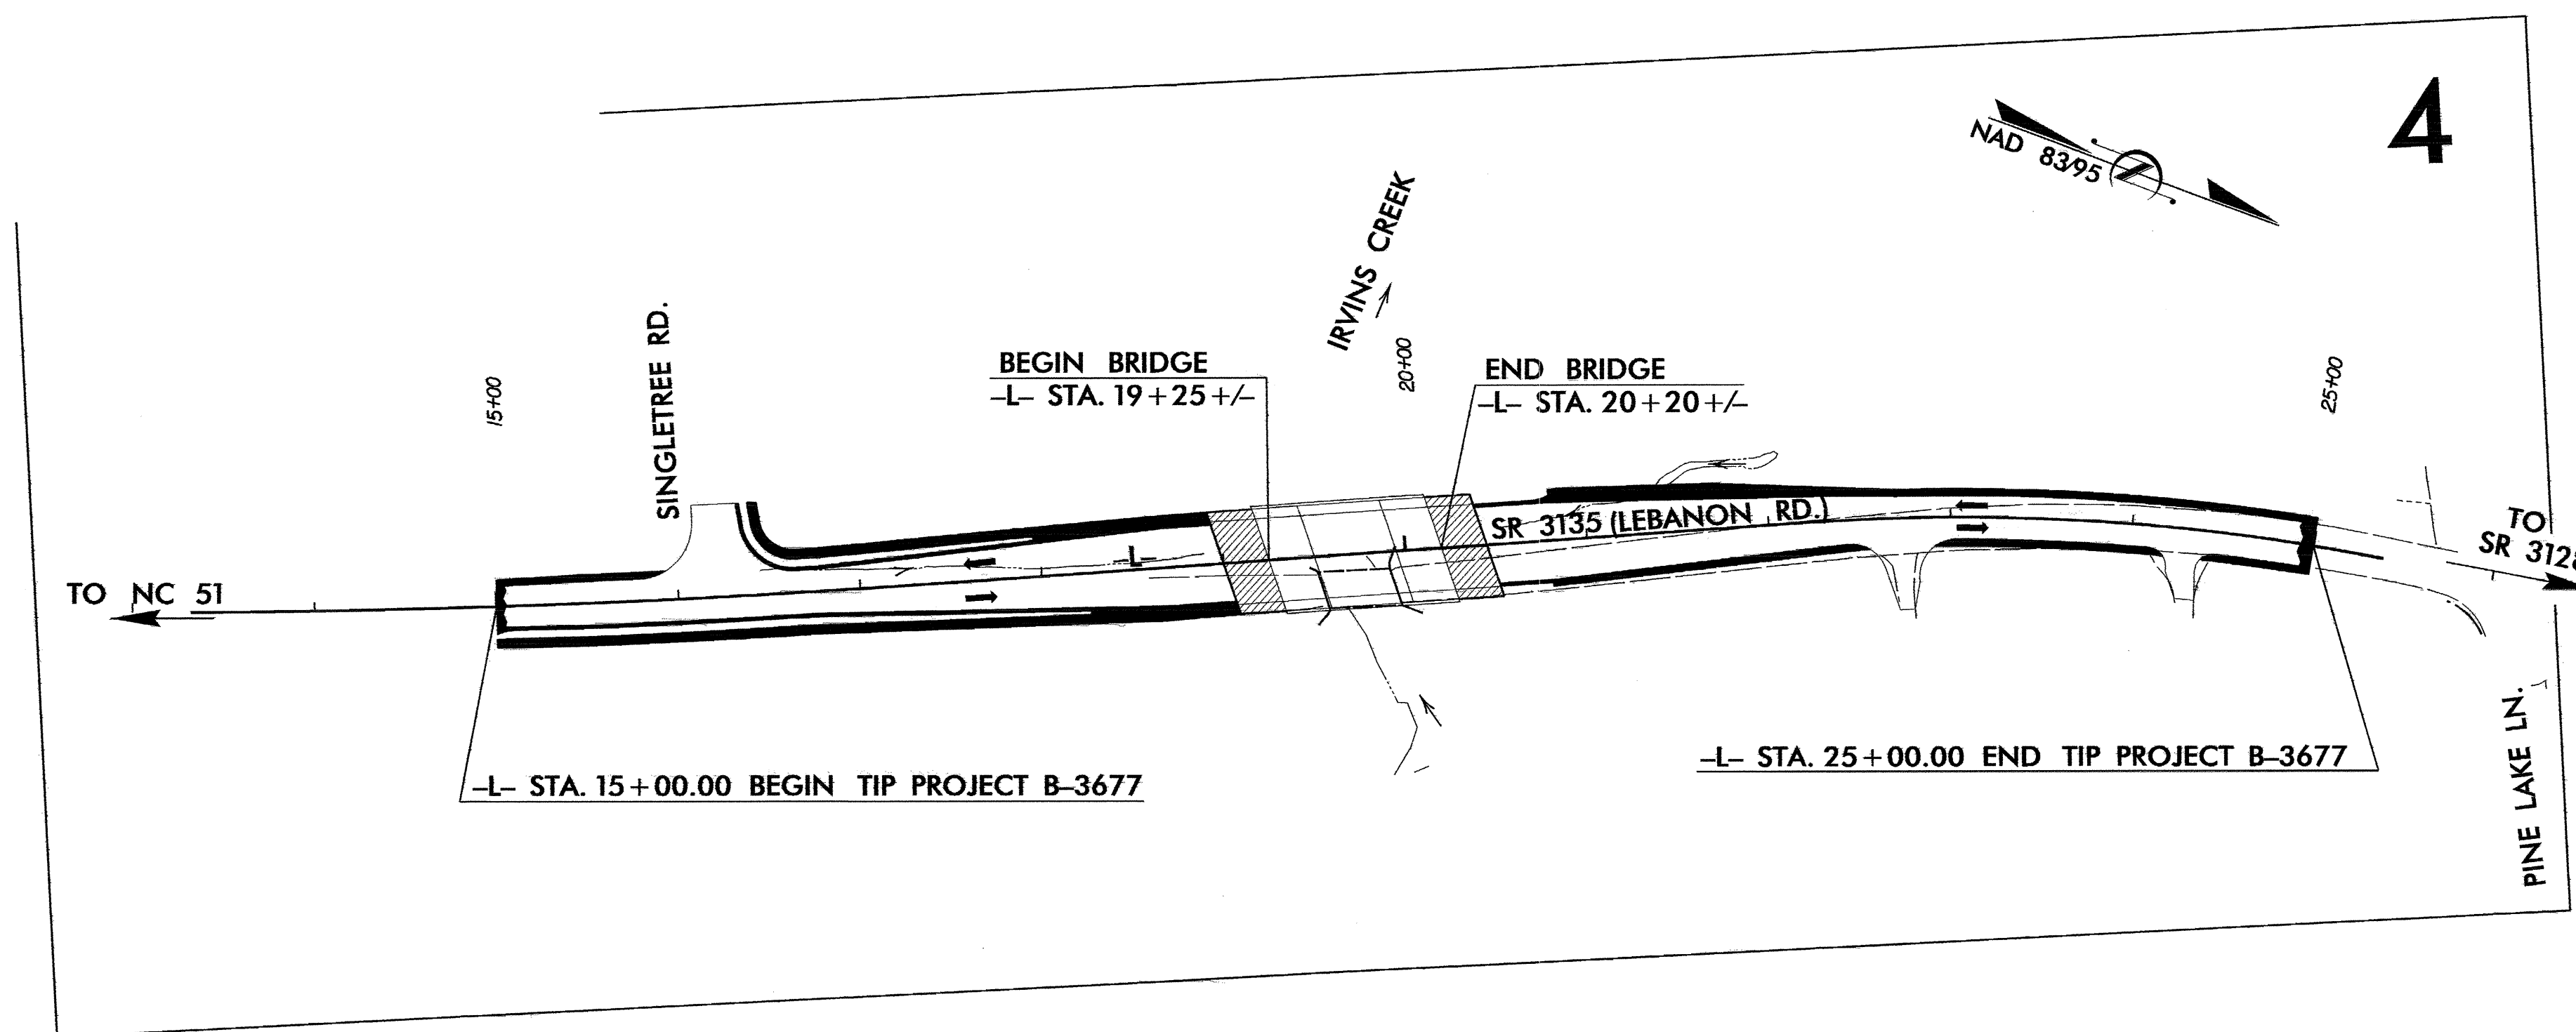 4
NAD 83/95
IRVINS CREEK
SINGLETREE RD.
15+00
20+00
25+00
BEGIN BRIDGE
-L- STA. 19+25+/-
END BRIDGE
-L- STA. 20+20+/-
SR 3135 (LEBANON RD.)
-L-
TO NC 51
TO
SR 312
-L- STA. 15+00.00 BEGIN TIP PROJECT B-3677
-L- STA. 25+00.00 END TIP PROJECT B-3677
PINE LAKE LN.